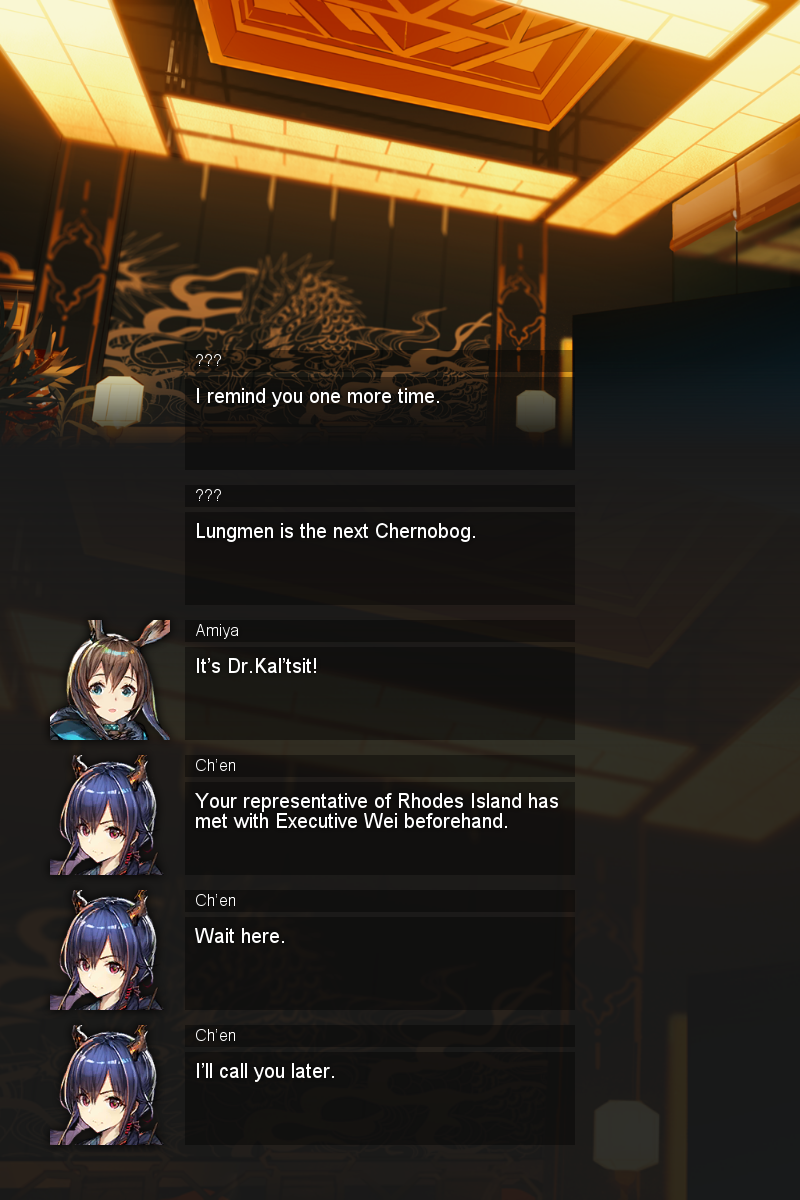 ???
I remind you one more time.
???
Lungmen is the next Chernobog.
Amiya
It's Dr.Kal'tsit!
Ch'en
Your representative of Rhodes Island has
met with Executive Wei beforehand.
Ch'en
Wait here.
Ch'en
I'll call you later.